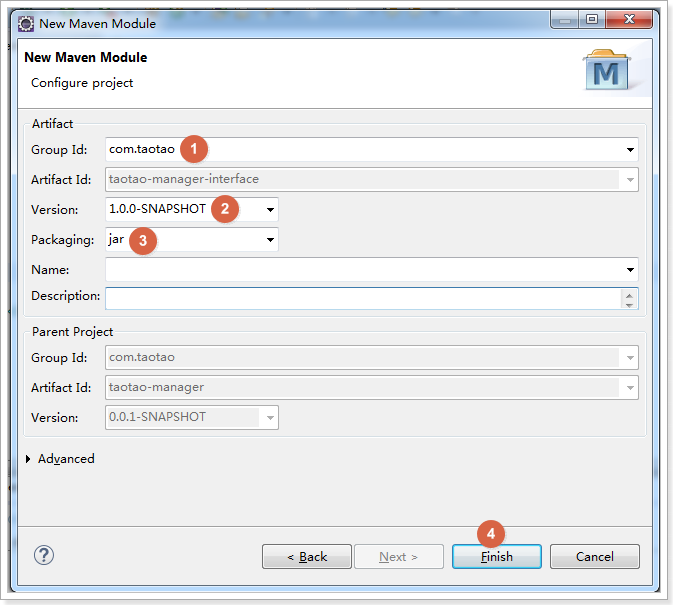 New Maven Module
New Maven Module
Configure project
M
Artifact
Group Id: com.taotao 1
Artifact Id: taotao-manager-interface
Version: 1.0.0-SNAPSHOT 2
Packaging: jar 3
Name:
Description:
Parent Project
Group Id: com.taotao
Artifact Id: taotao-manager
Version: 0.0.1-SNAPSHOT
Advanced
4
? < Back Next > Finish Cancel